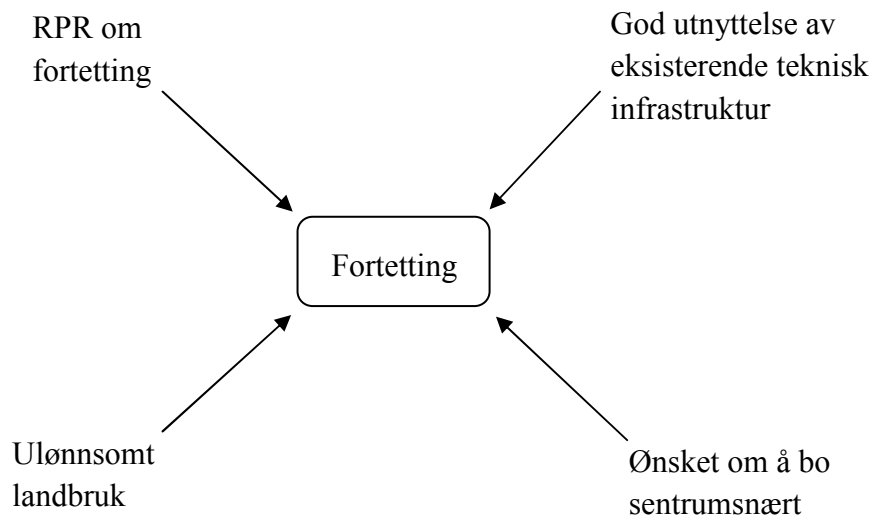 RPR om
fortetting
God utnyttelse av
eksisterende teknisk
infrastruktur
Fortetting
Ulønnsomt
landbruk
Ønsket om å bo
sentrumsnært